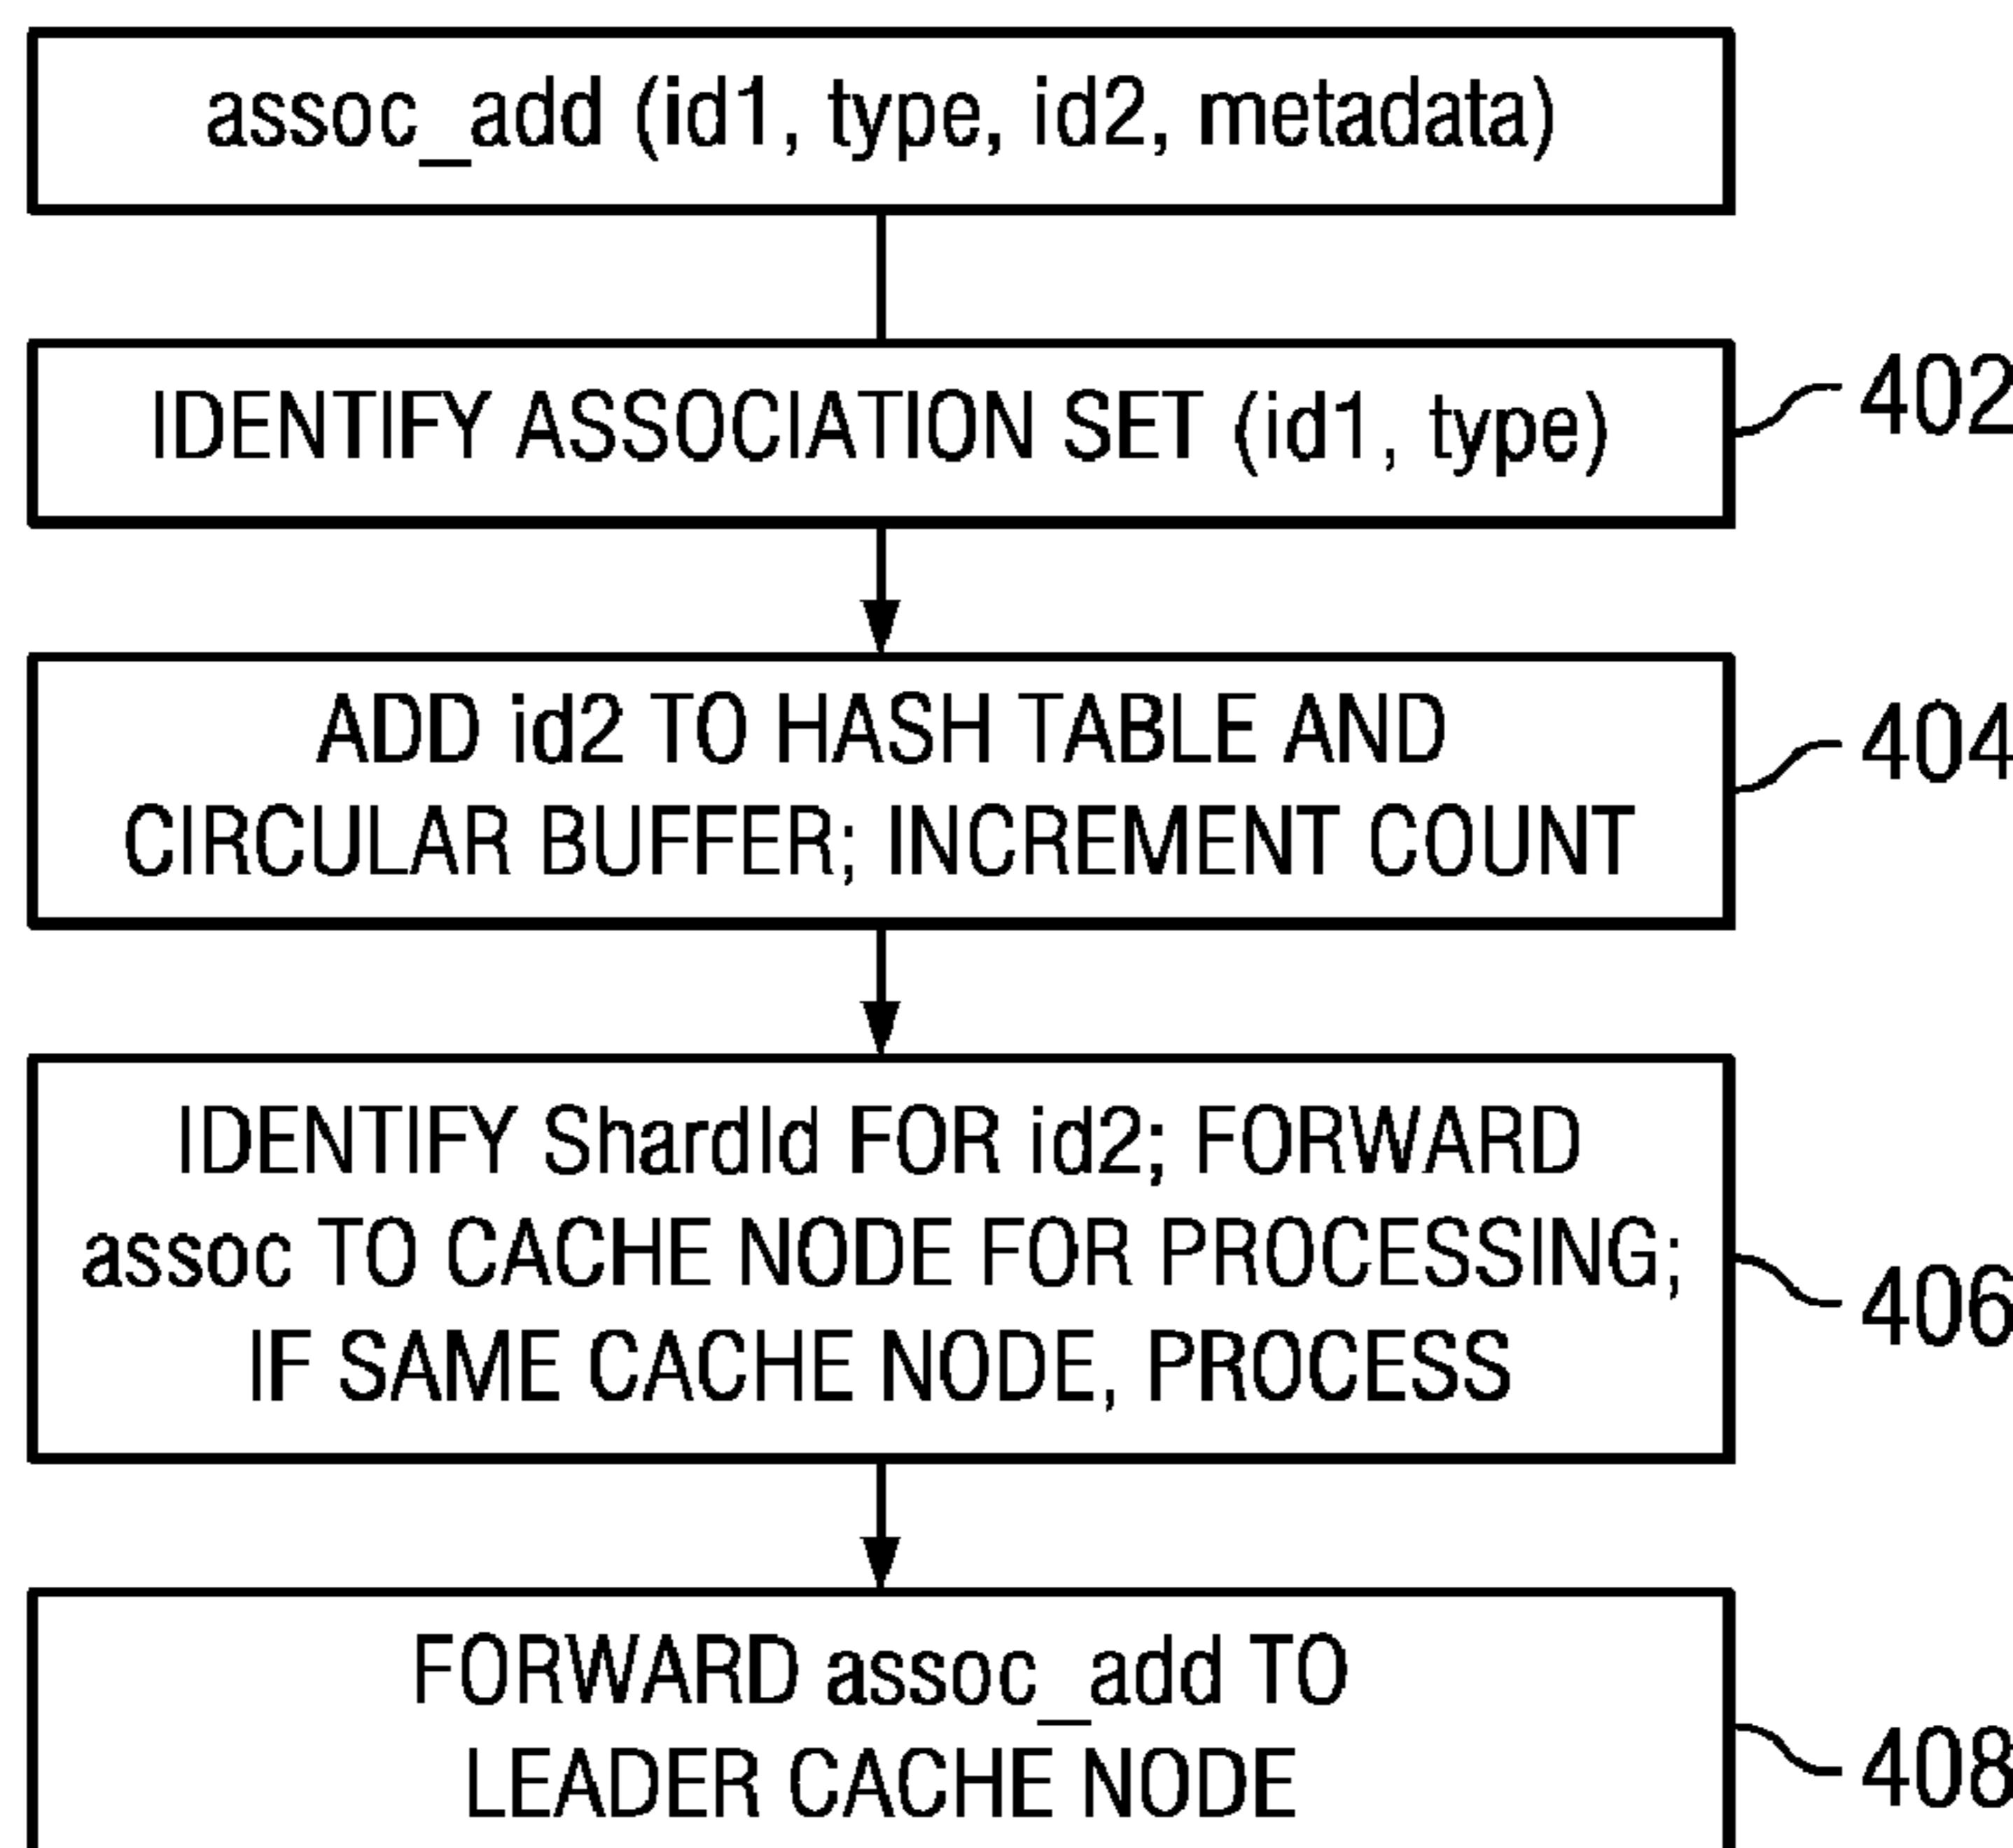 assoc_add (id1, type, id2, metadata)
IDENTIFY ASSOCIATION SET (id1, type)
402
ADD id2 TO HASH TABLE AND
CIRCULAR BUFFER; INCREMENT COUNT
404
IDENTIFY ShardId FOR id2; FORWARD
assoc TO CACHE NODE FOR PROCESSING;
IF SAME CACHE NODE, PROCESS
406
FORWARD assoc_add TO
LEADER CACHE NODE
408